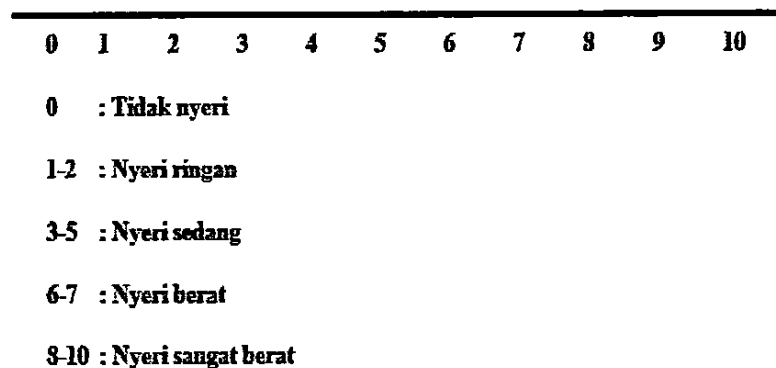 0 1 2 3 4 5 6 7 8 9 10
0 : Tidak nyeri
1-2 : Nyeri ringan
3-5 : Nyeri sedang
6-7 : Nyeri berat
8-10 : Nyeri sangat berat